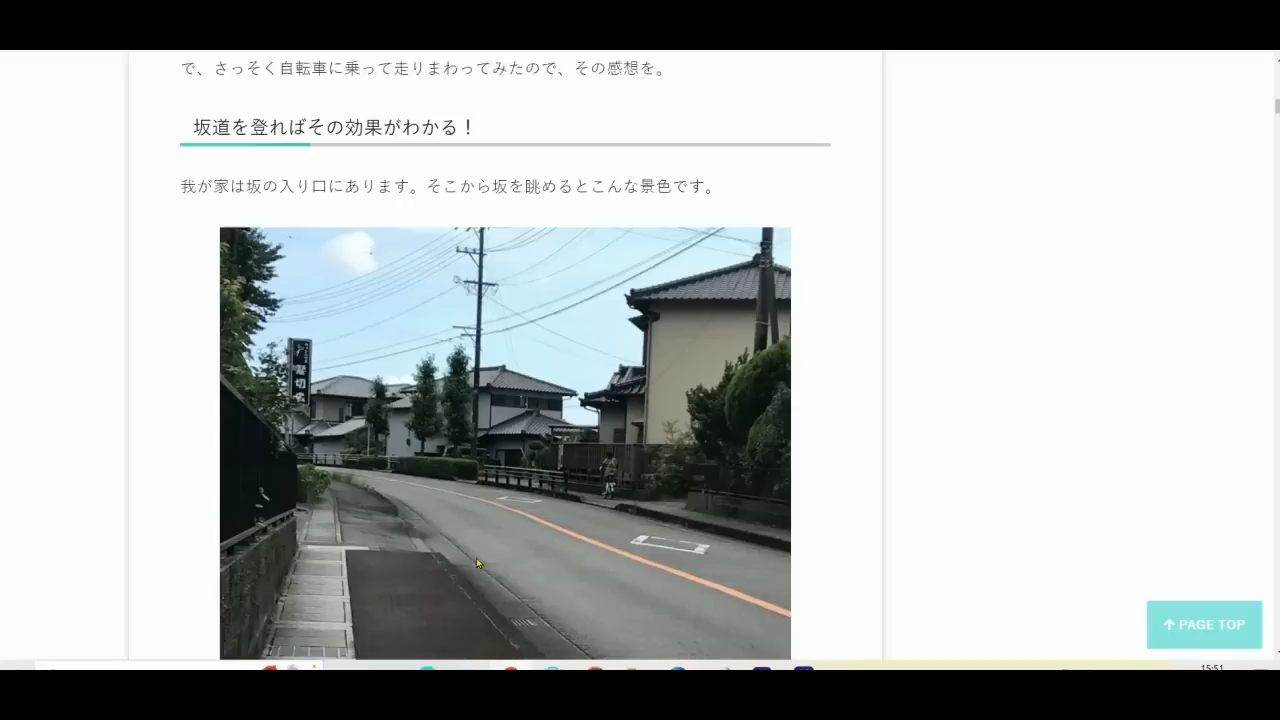 で、さっそく自転車に乗って走りまわってみたので、その感想を。
坂道を登ればその効果がわかる！
我が家は坂の入り口にあります。そこから坂を眺めるとこんな景色です。
PAGE TOP
15:51